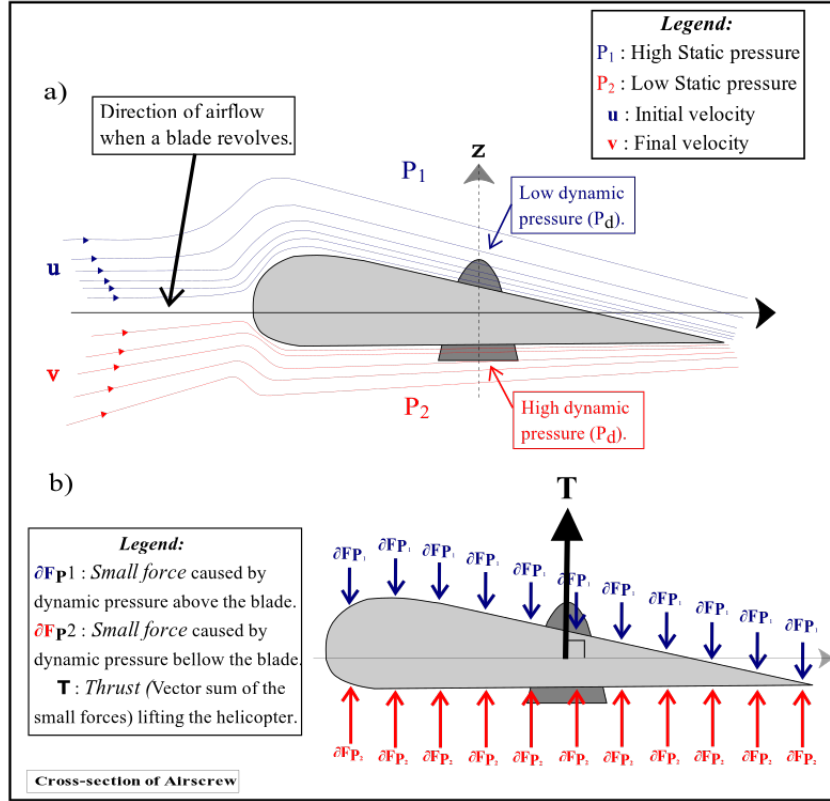 Legend:
P₁ : High Static pressure
P₂ : Low Static pressure
u : Initial velocity
v : Final velocity
a)
Direction of airflow
when a blade revolves.
z
P₁
Low dynamic
pressure (Pd).
u
v
P₂
High dynamic
pressure (Pd).
b)
T
Legend:
∂FP1 : Small force caused by
dynamic pressure above the blade.
∂FP2 : Small force caused by
dynamic pressure bellow the blade.
T : Thrust (Vector sum of the
small forces) lifting the helicopter.
∂FP₁ ∂FP₁ ∂FP₁ ∂FP₁ ∂FP₁ ∂FP₁ ∂FP₁ ∂FP₁ ∂FP₁ ∂FP₁ ∂FP₁
∂FP₂ ∂FP₂ ∂FP₂ ∂FP₂ ∂FP₂ ∂FP₂ ∂FP₂ ∂FP₂ ∂FP₂ ∂FP₂ ∂FP₂
Cross-section of Airscrew